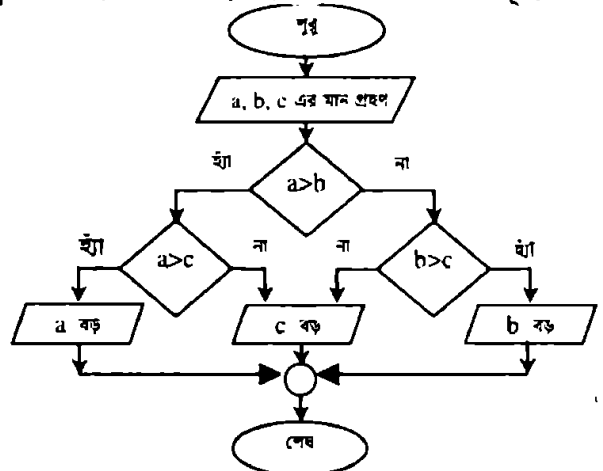 শুরু
a, b, c এর মান গ্রহণ
হ্যাঁ
না
a>b
হ্যাঁ
a>c
না
না
b>c
হ্যাঁ
a বড়
c বড়
b বড়
শেষ